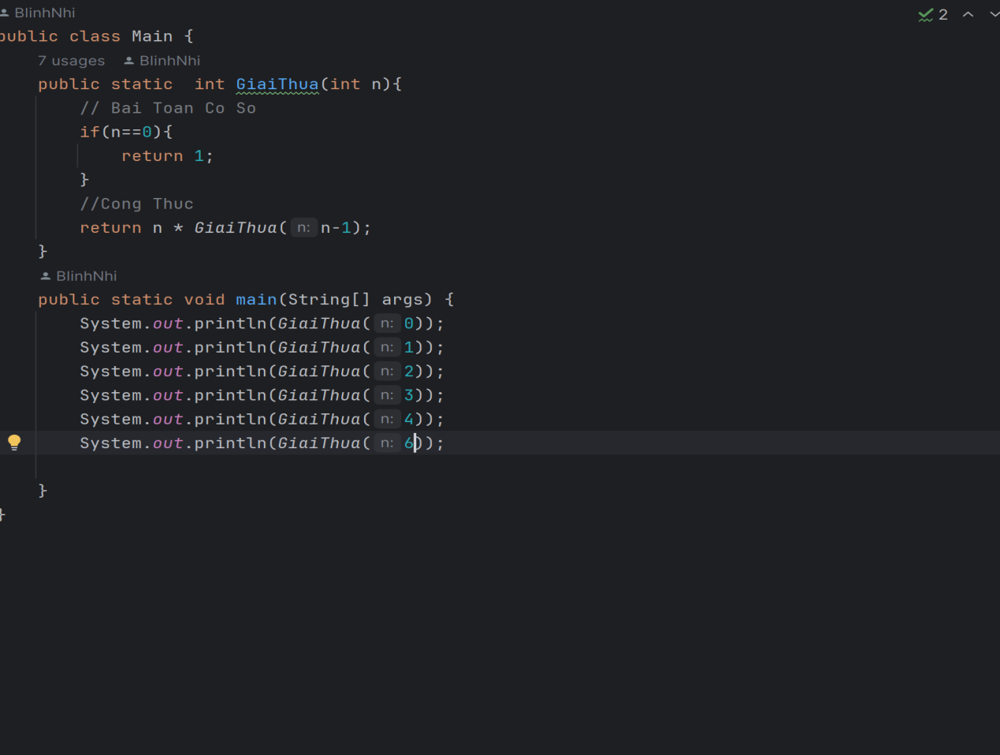 BlinhNhi
2
public class Main {
7 usages BlinhNhi
public static  int GiaiThua(int n){
// Bai Toan Co So
if(n==0){
return 1;
}
//Cong Thuc
return n * GiaiThua( n: n-1);
}
BlinhNhi
public static void main(String[] args) {
System.out.println(GiaiThua( n: 0));
System.out.println(GiaiThua( n: 1));
System.out.println(GiaiThua( n: 2));
System.out.println(GiaiThua( n: 3));
System.out.println(GiaiThua( n: 4));
System.out.println(GiaiThua( n: 6));
}
}